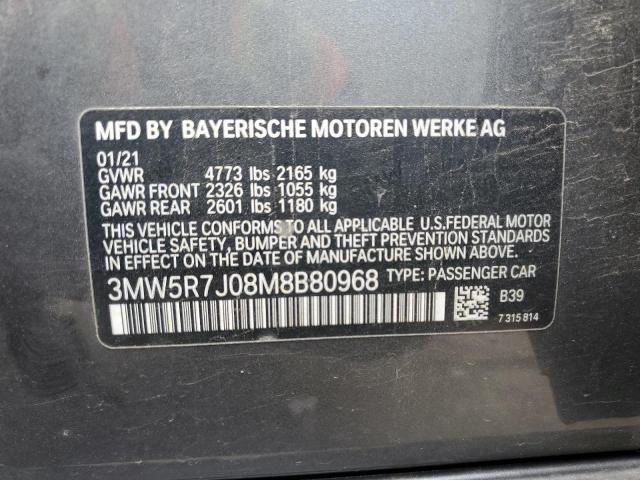 MFD BY BAYERISCHE MOTOREN WERKE AG
01/21
GVWR 4773 lbs 2165 kg
GAWR FRONT 2326 lbs 1055 kg
GAWR REAR 2601 lbs 1180 kg
THIS VEHICLE CONFORMS TO ALL APPLICABLE U.S.FEDERAL MOTOR
VEHICLE SAFETY, BUMPER AND THEFT PREVENTION STANDARDS
IN EFFECT ON THE DATE OF MANUFACTURE SHOWN ABOVE.
3MW5R7J08M8B80968 TYPE: PASSENGER CAR
B39
7 315 814